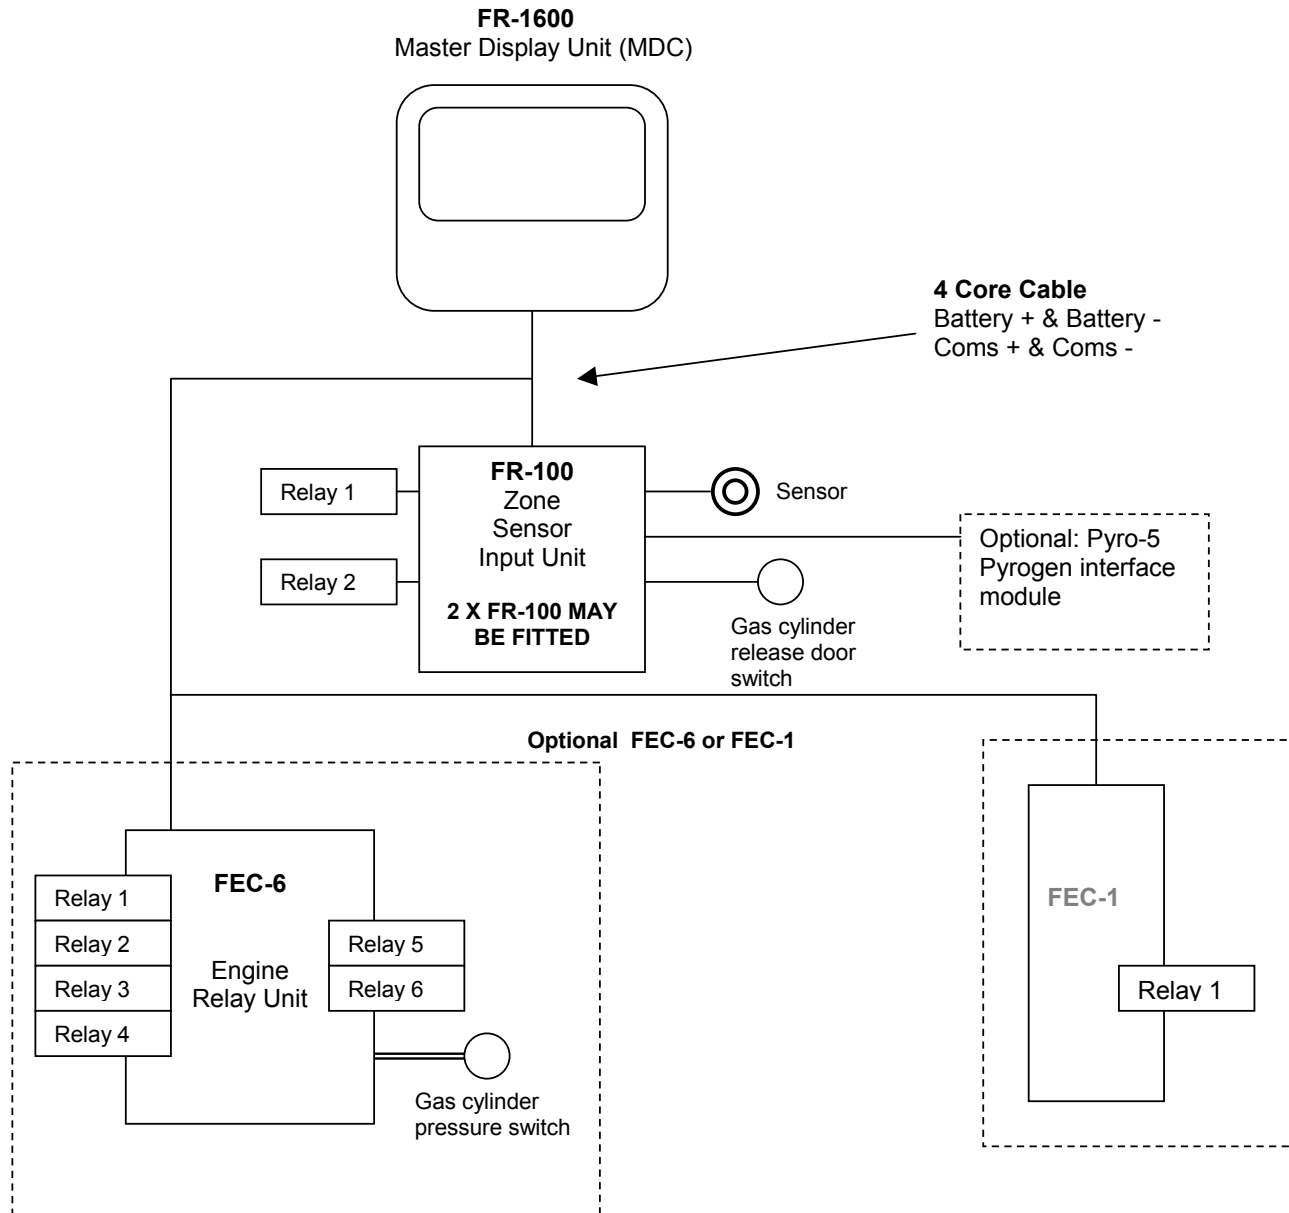 FR-1600
Master Display Unit (MDC)
4 Core Cable
Battery + & Battery -
Coms + & Coms -
FR-100
Zone
Sensor
Input Unit
2 X FR-100 MAY
BE FITTED
Relay 1
Relay 2
Sensor
Optional: Pyro-5
Pyrogen interface
module
Gas cylinder
release door
switch
Optional FEC-6 or FEC-1
FEC-6
Engine
Relay Unit
Relay 1
Relay 2
Relay 3
Relay 4
Relay 5
Relay 6
Gas cylinder
pressure switch
FEC-1
Relay 1